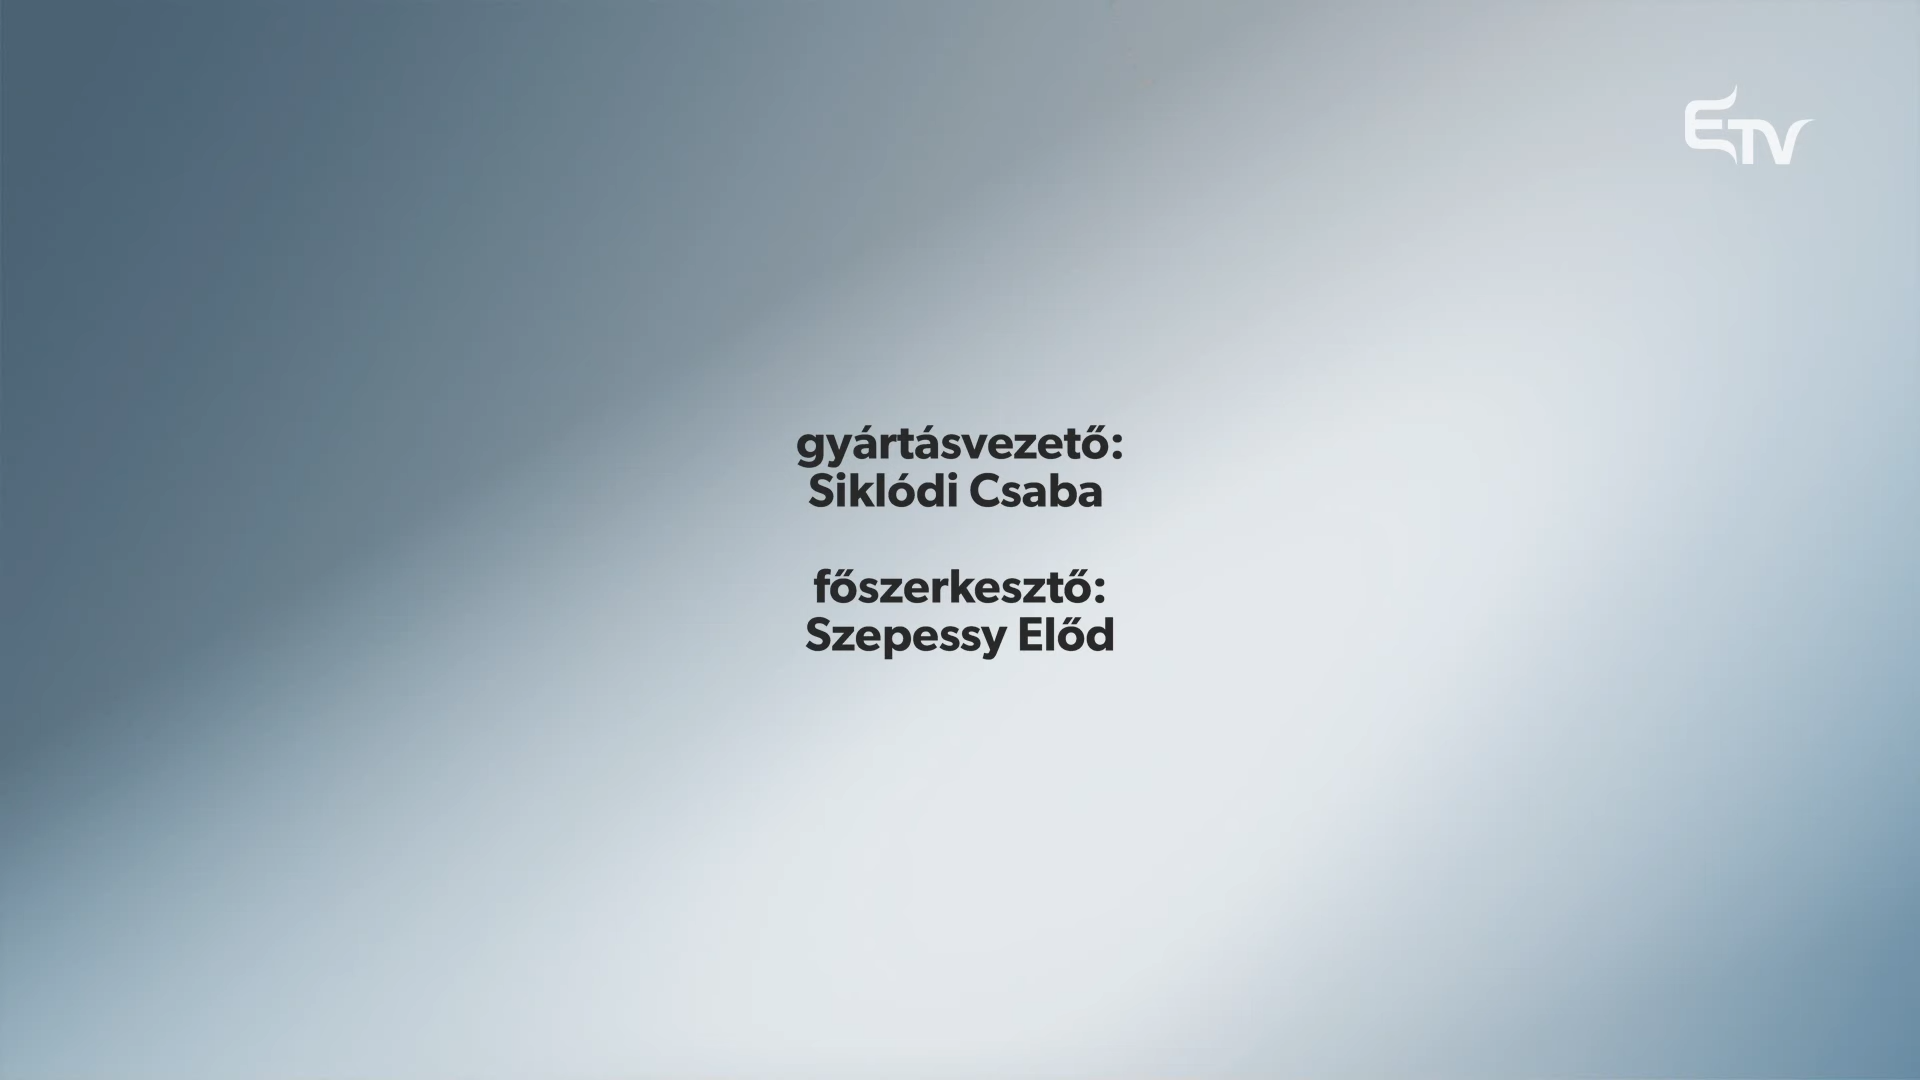 ETV
gyártásvezető:
Siklódi Csaba
főszerkesztő:
Szepessy Előd